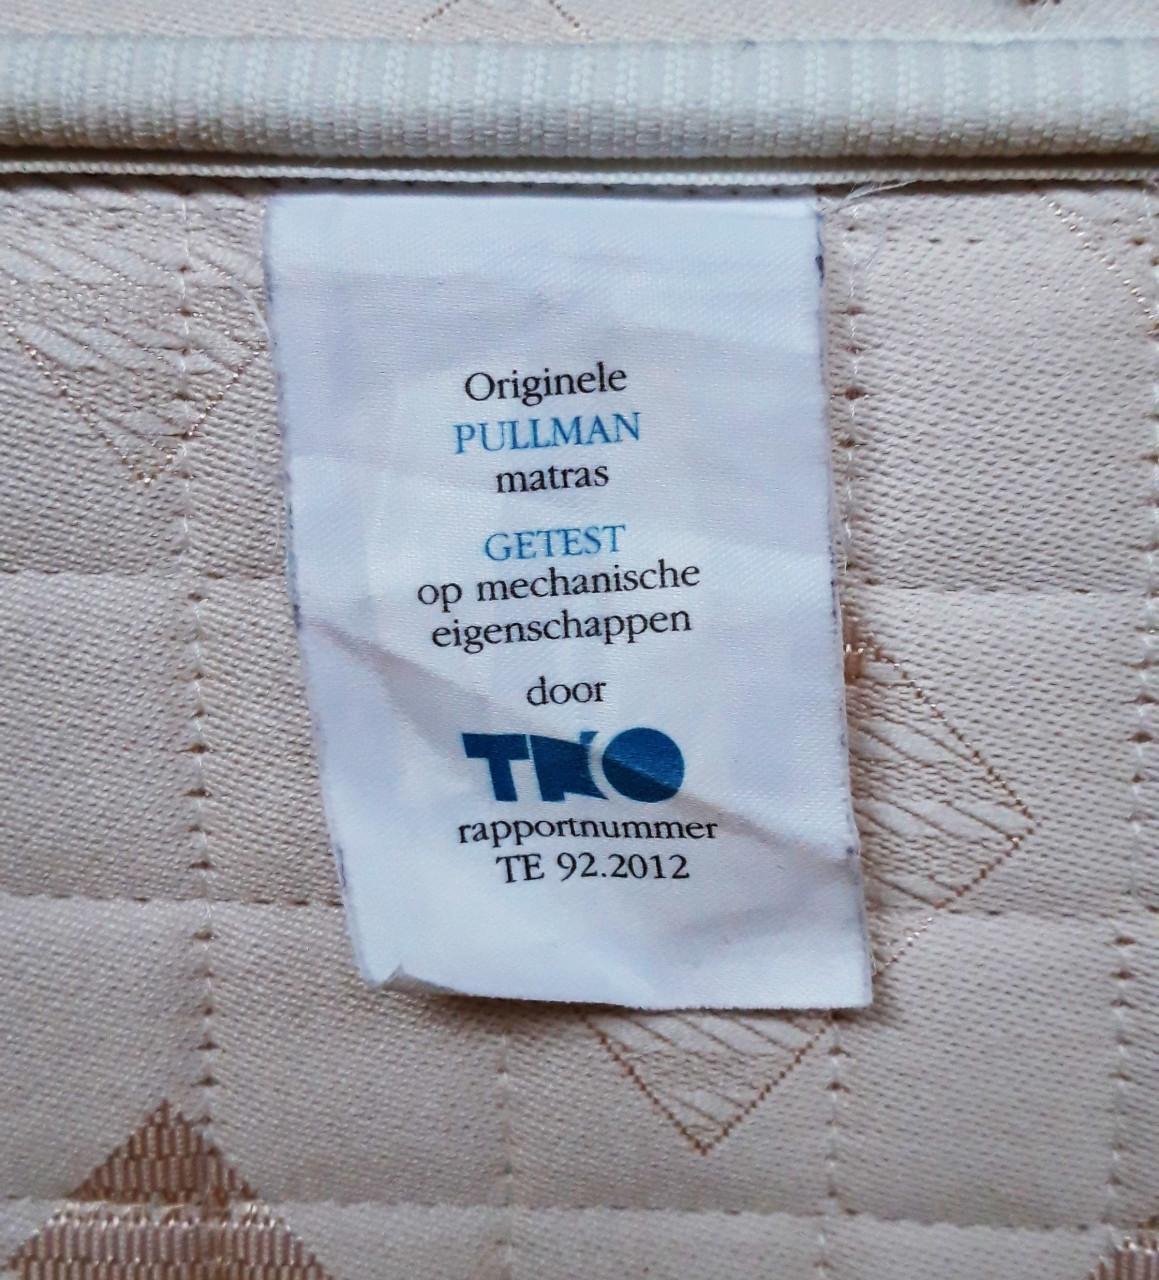 Originele
PULLMAN
matras
GETEST
op mechanische
eigenschappen
door
TNO
rapportnummer
TE 92.2012